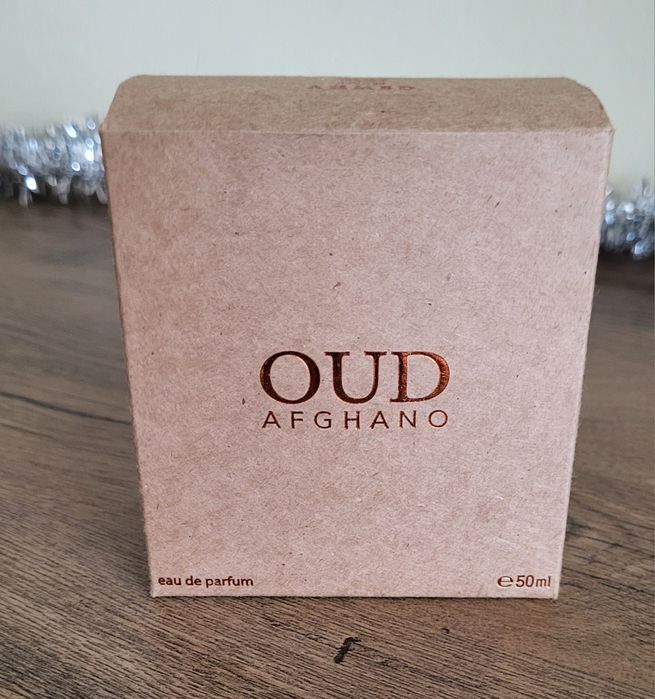 OUD
AFGHANO
eau de parfum
℮50ml